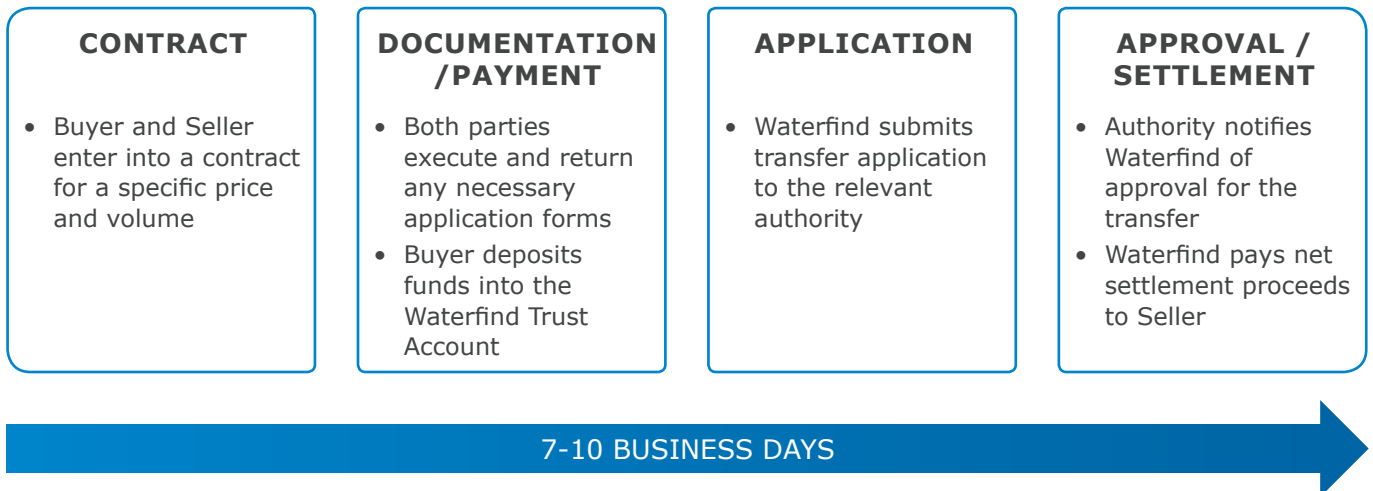 CONTRACT
• Buyer and Seller
enter into a contract
for a specific price
and volume
DOCUMENTATION
/PAYMENT
• Both parties
execute and return
any necessary
application forms
• Buyer deposits
funds into the
Waterfind Trust
Account
APPLICATION
• Waterfind submits
transfer application
to the relevant
authority
APPROVAL /
SETTLEMENT
• Authority notifies
Waterfind of
approval for the
transfer
• Waterfind pays net
settlement proceeds
to Seller
7-10 BUSINESS DAYS